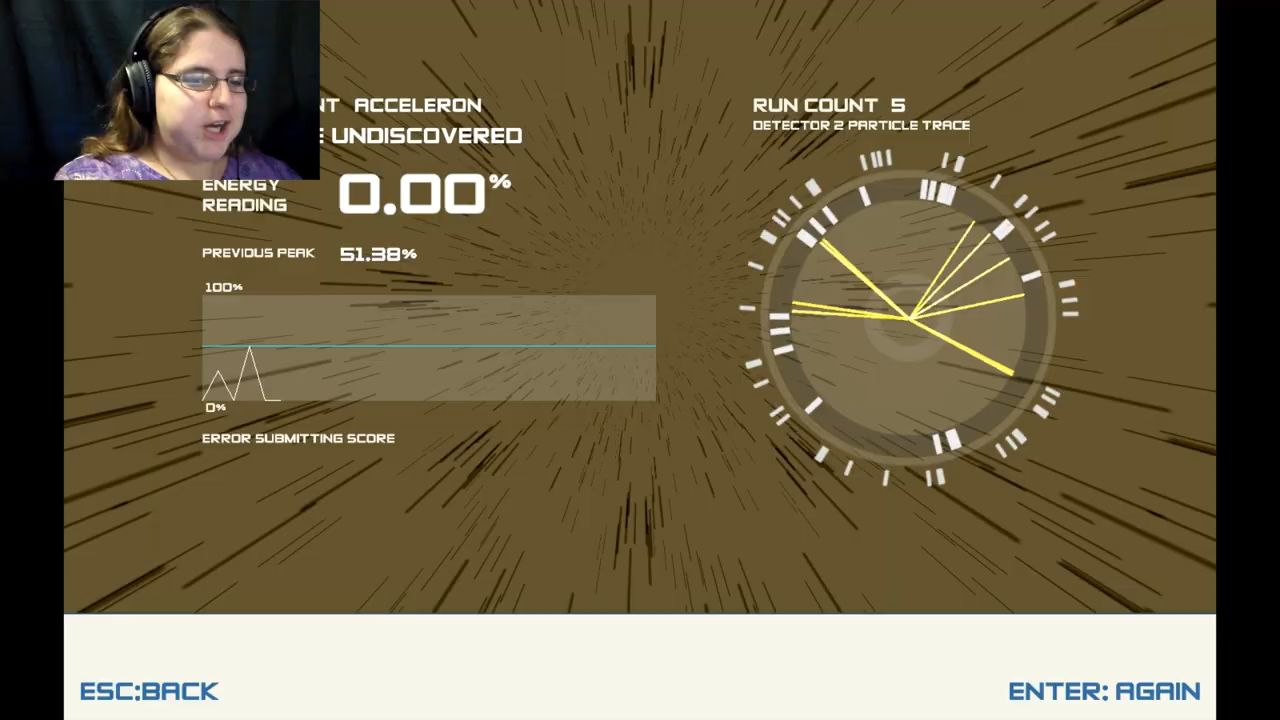 ACCELERON
UNDISCOVERED
ENERGY
READING
0.00%
PREVIOUS PEAK 51.38%
100%
0%
ERROR SUBMITTING SCORE
RUN COUNT 5
DETECTOR 2 PARTICLE TRACE
ESC:BACK
ENTER: AGAIN